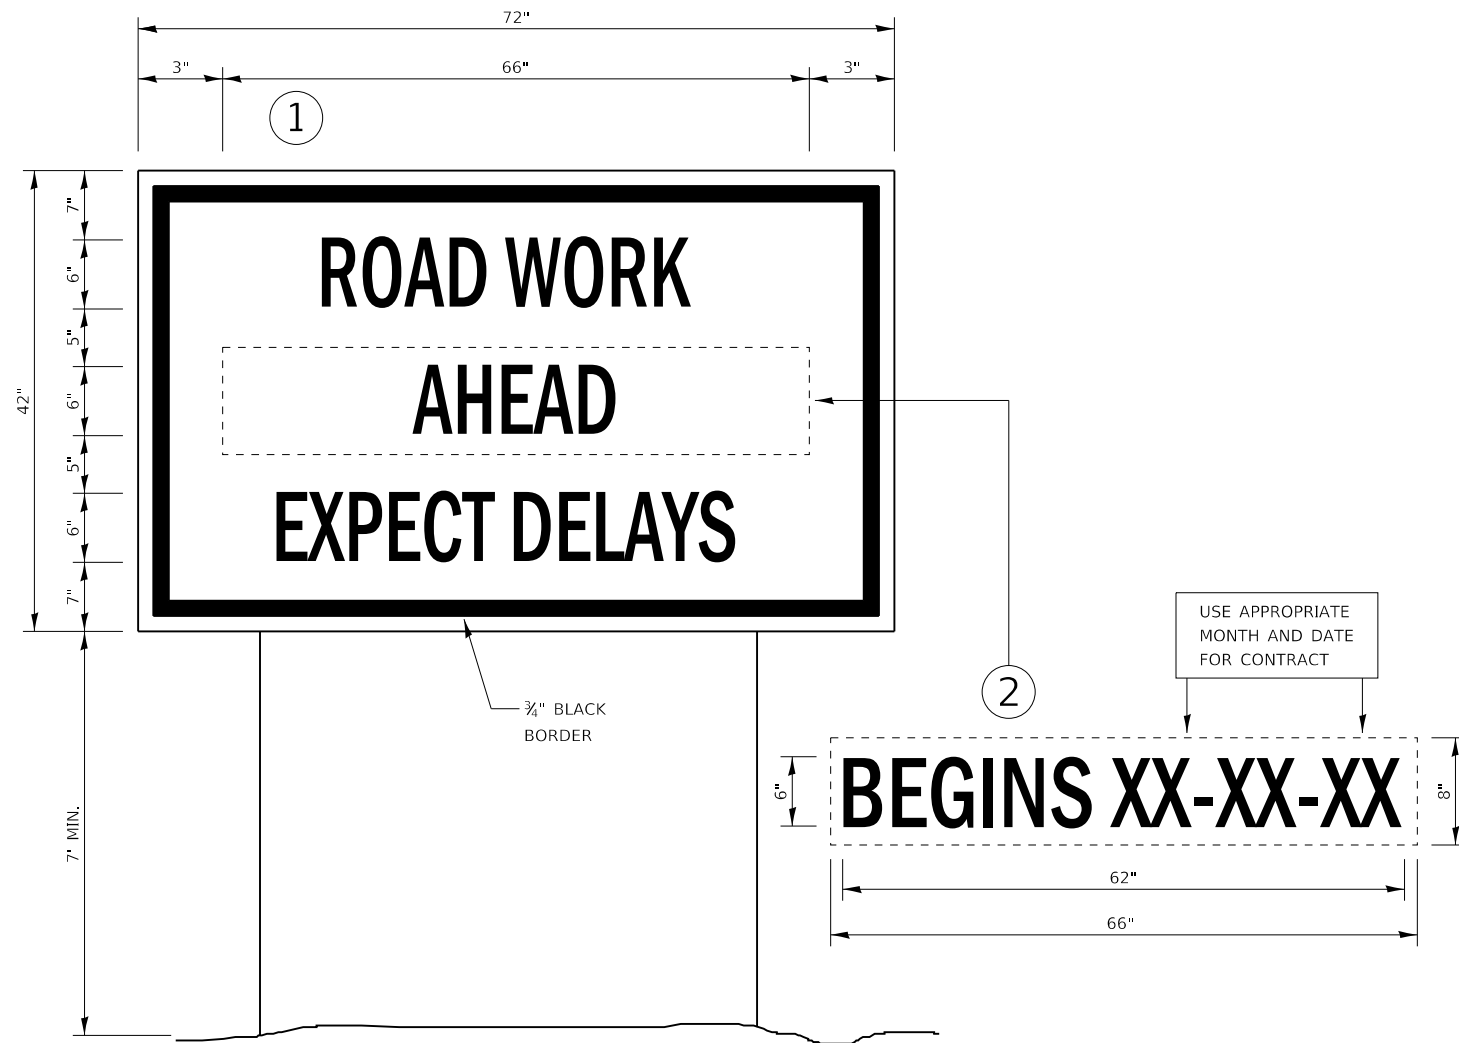 72"
3" 66" 3"
1
7"
6"
5"
6"
5"
6"
7"
42"
7' MIN.
ROAD WORK
AHEAD
EXPECT DELAYS
¾" BLACK
BORDER
2
USE APPROPRIATE
MONTH AND DATE
FOR CONTRACT
6"
BEGINS XX-XX-XX
8"
62"
66"